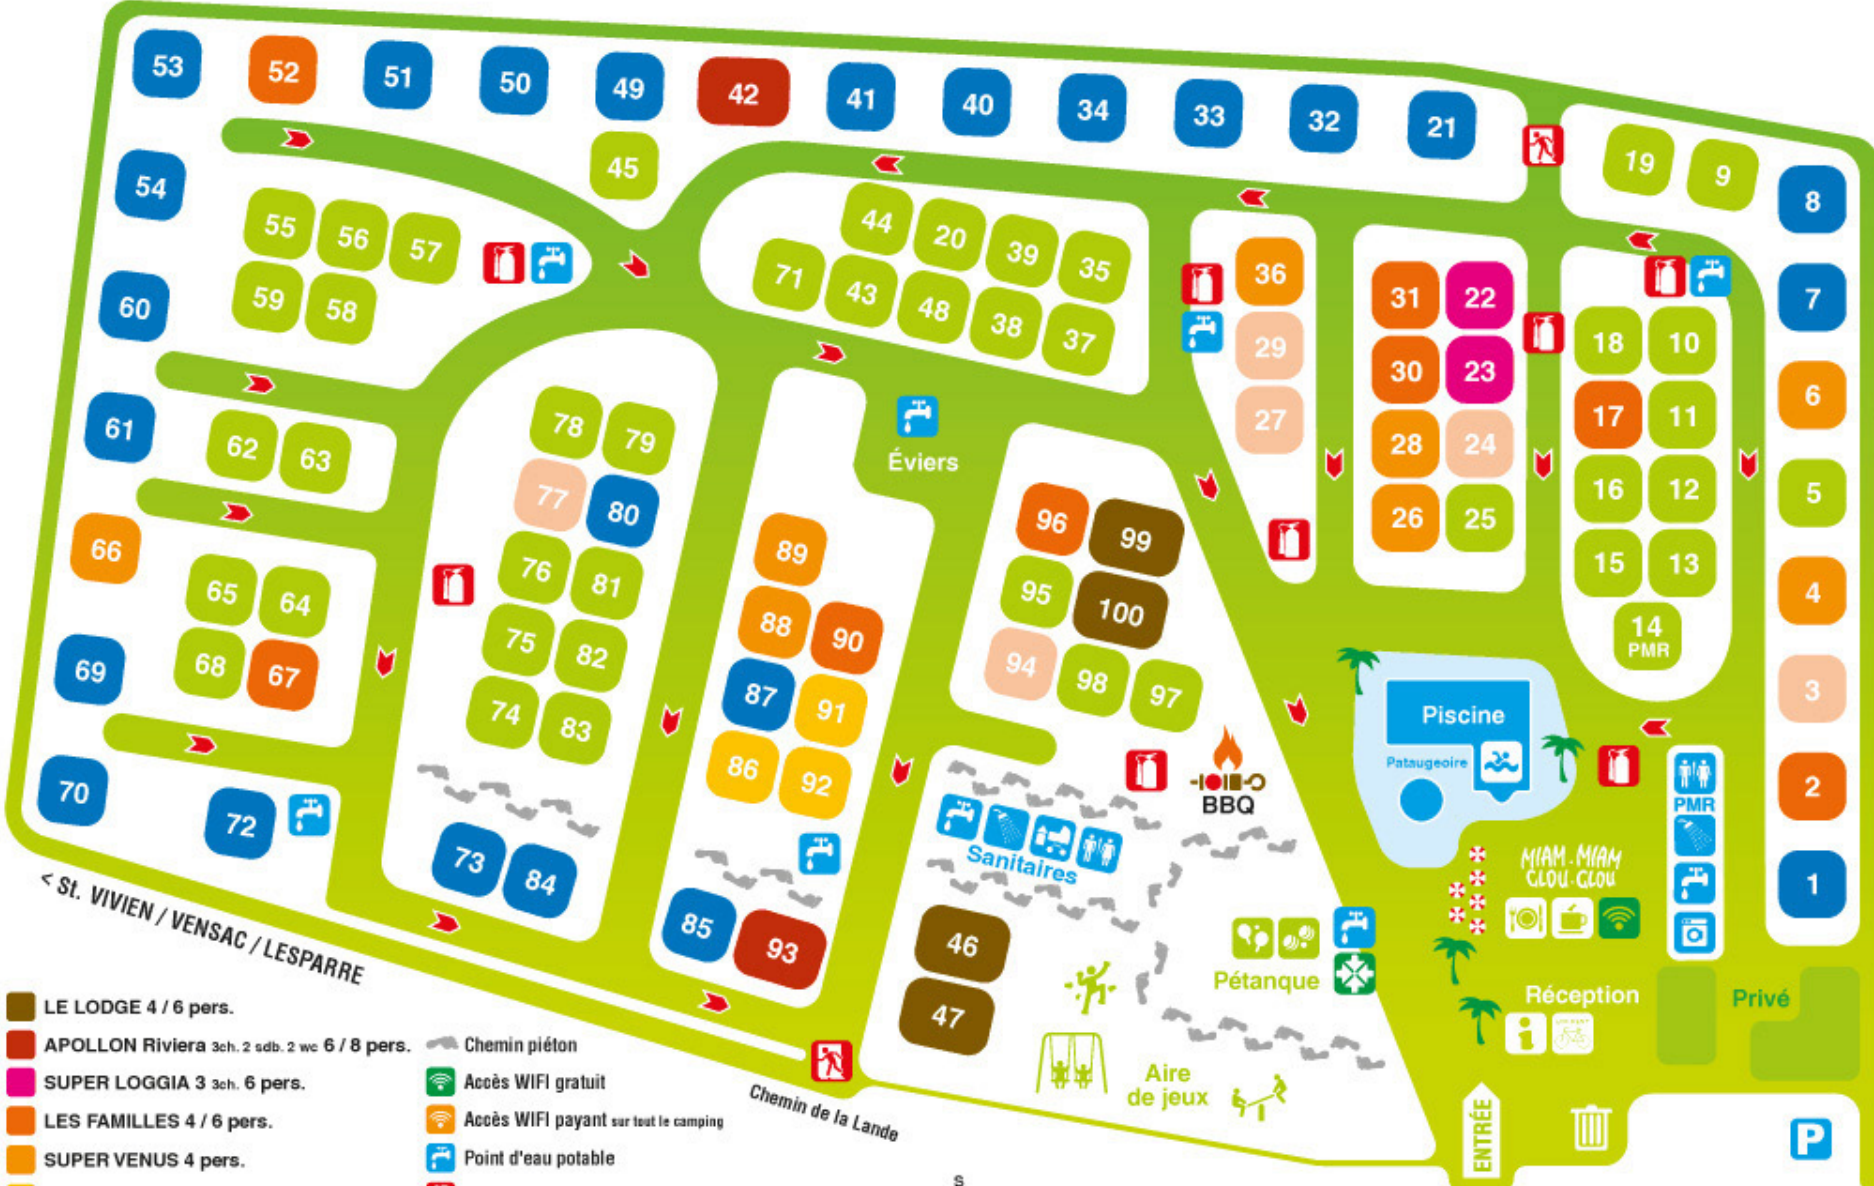 53 52 51 50 49 42 41 40 34 33 32 21
19 9 8
45
54
55 56 57
59 58
44 20 39 35
71 43 48 38 37
36
29
27
31 22
30 23
28 24
26 25
18 10
17 11
16 12
15 13
14
PMR
7
6
5
4
3
2
1
60
61
62 63
66
65 64
68 67
69
70
72
78 79
77 80
76 81
75 82
74 83
73 84
Éviers
89
88 90
87 91
86 92
85 93
96 99
95 100
94 98 97
BBQ
Sanitaires
46
47
Piscine
Pataugeoire
PMR
MIAM-MIAM
GLOU-GLOU
Pétanque
Réception
Privé
Aire
de jeux
ENTRÉE
P
< St. VIVIEN / VENSAC / LESPARRE
Chemin de la Lande
LE LODGE 4 / 6 pers.
APOLLON Riviera 3ch. 2 sdb. 2 wc 6 / 8 pers.
SUPER LOGGIA 3 3ch. 6 pers.
LES FAMILLES 4 / 6 pers.
SUPER VENUS 4 pers.
Chemin piéton
Accès WIFI gratuit
Accès WIFI payant sur tout le camping
Point d'eau potable
s